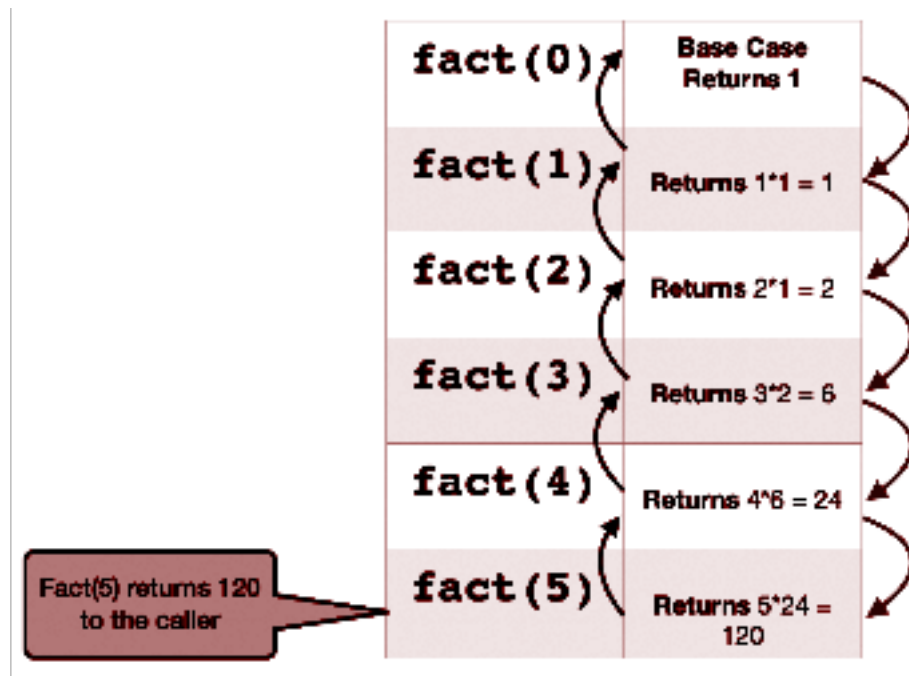 fact(0)
Base Case
Returns 1
fact(1)
Returns 1*1 = 1
fact(2)
Returns 2*1 = 2
fact(3)
Returns 3*2 = 6
fact(4)
Returns 4*6 = 24
fact(5)
Returns 5*24 =
120
Fact(5) returns 120
to the caller